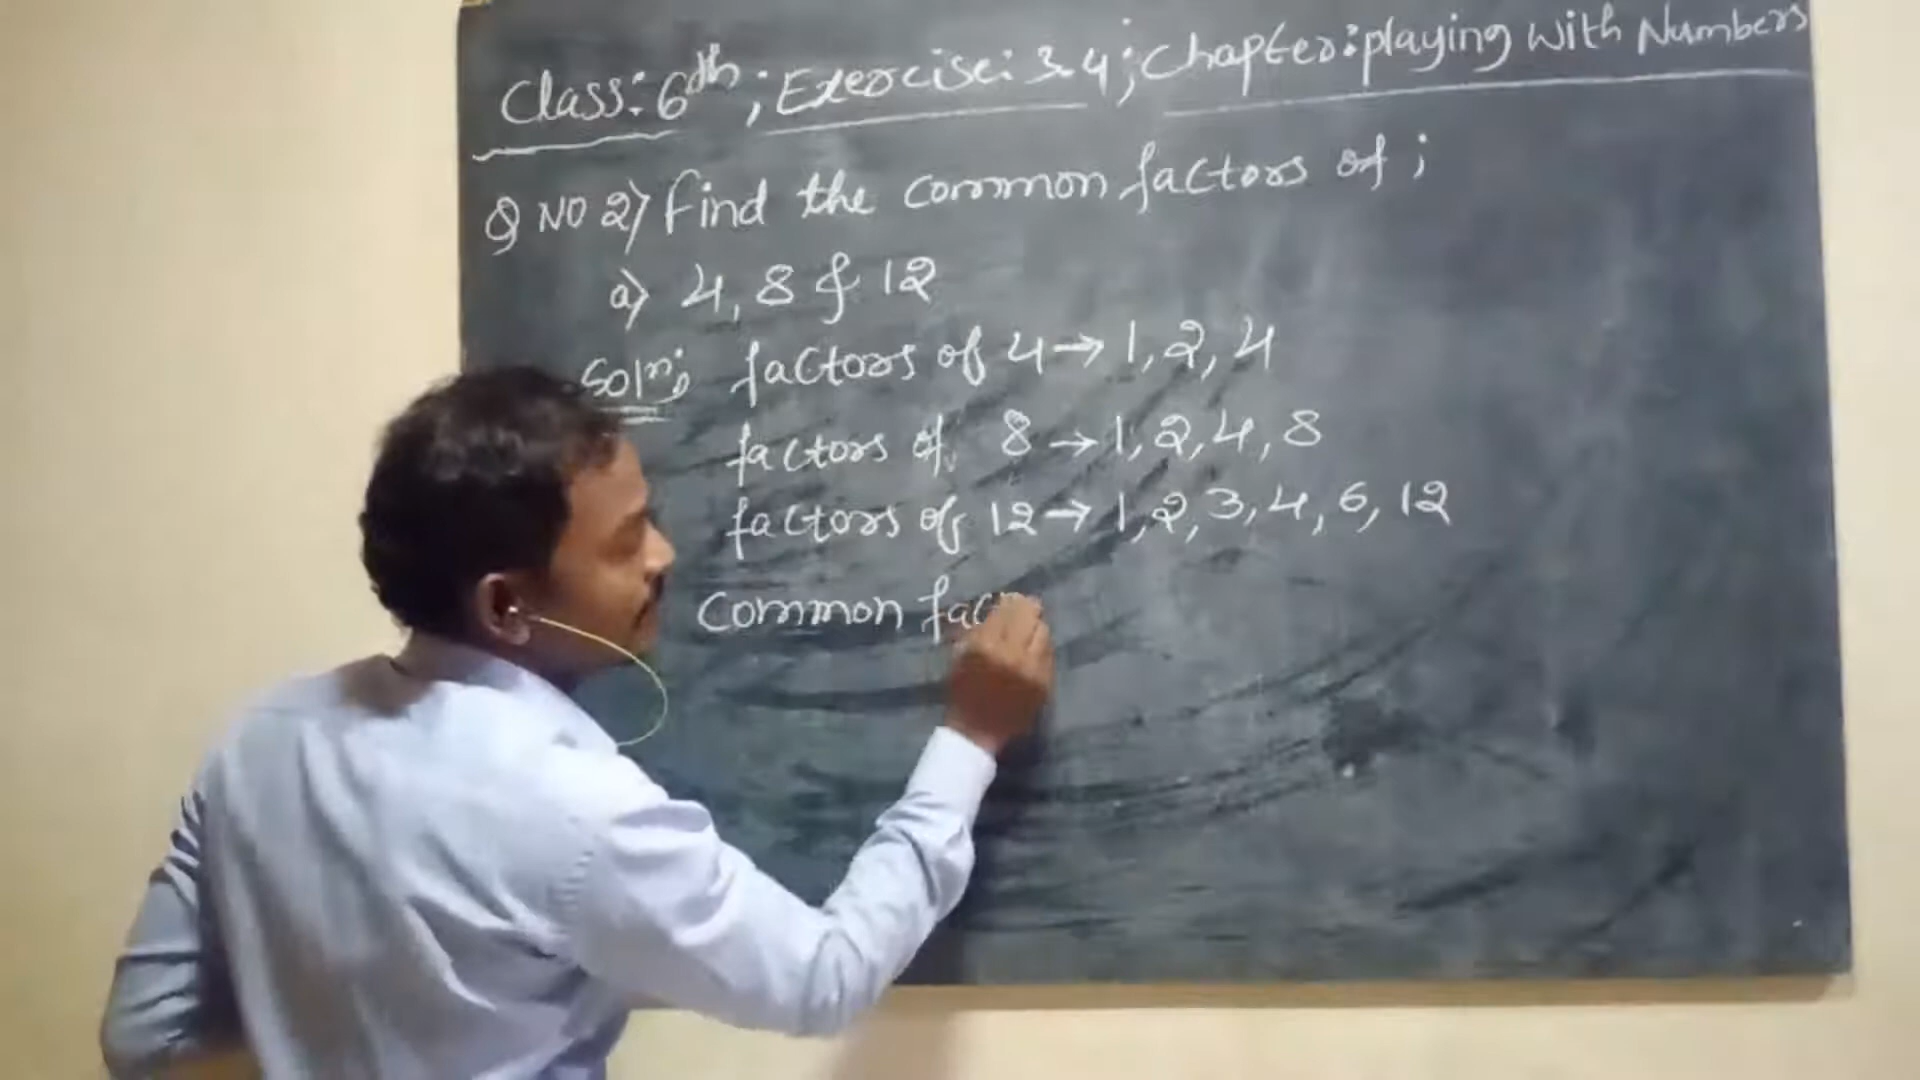 Class: 6th ; Exercise: 3.4 ; Chapter: playing with Numbers
Q NO 2) Find the common factors of ;
a) 4, 8 & 12
Soln: factors of 4 → 1, 2, 4
factors of 8 → 1, 2, 4, 8
factors of 12 → 1, 2, 3, 4, 6, 12
Common fac